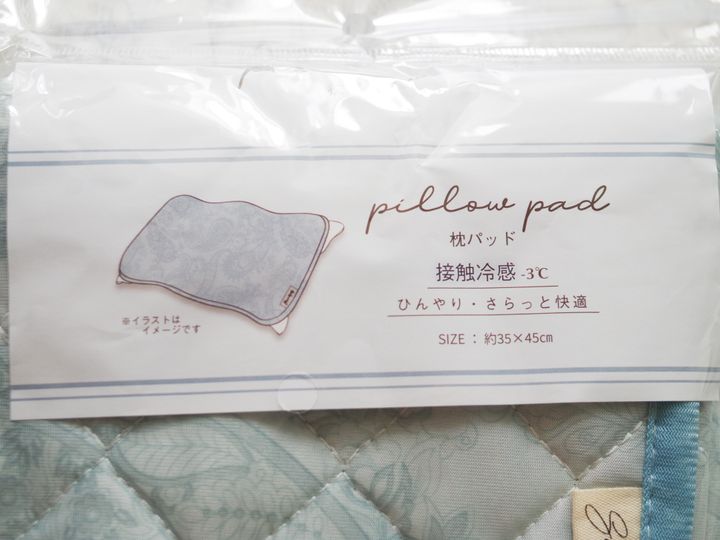 pillow pad
枕パッド
接触冷感 -3℃
ひんやり・さらっと快適
SIZE : 約35×45㎝
※イラストは
イメージです